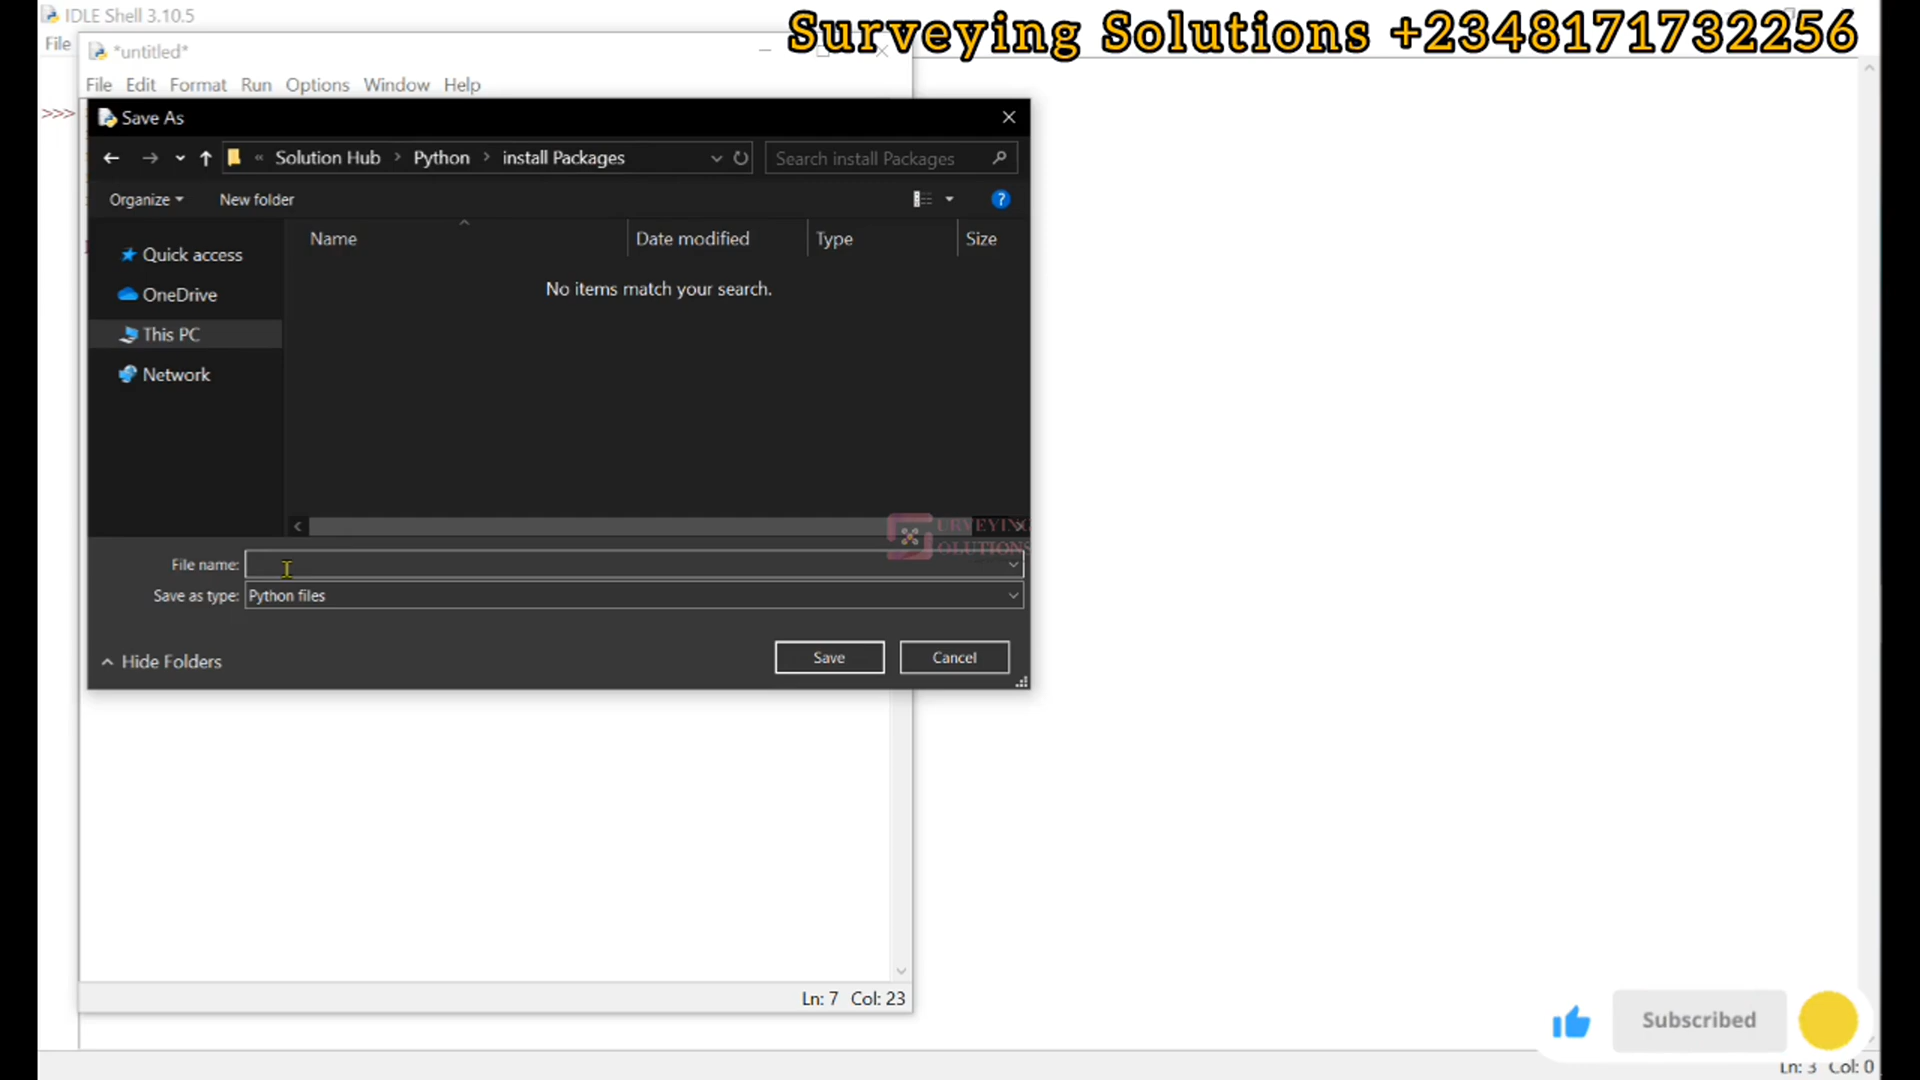 IDLE Shell 3.10.5
Surveying Solutions +2348171732256
File
*untitled*
File Edit Format Run Options Window Help
>>>
Save As
« Solution Hub > Python > install Packages
Search install Packages
Organize
New folder
?
Name
Date modified
Type
Size
Quick access
No items match your search.
OneDrive
This PC
Network
URVEYING
OLUTIONS
File name:
Save as type: Python files
Hide Folders
Save
Cancel
Ln: 7 Col: 23
Subscribed
Ln: 3 Col: 0